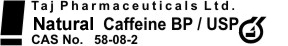 Taj Pharmaceuticals Ltd.
Natural Caffeine BP / USP
CAS No. 58-08-2